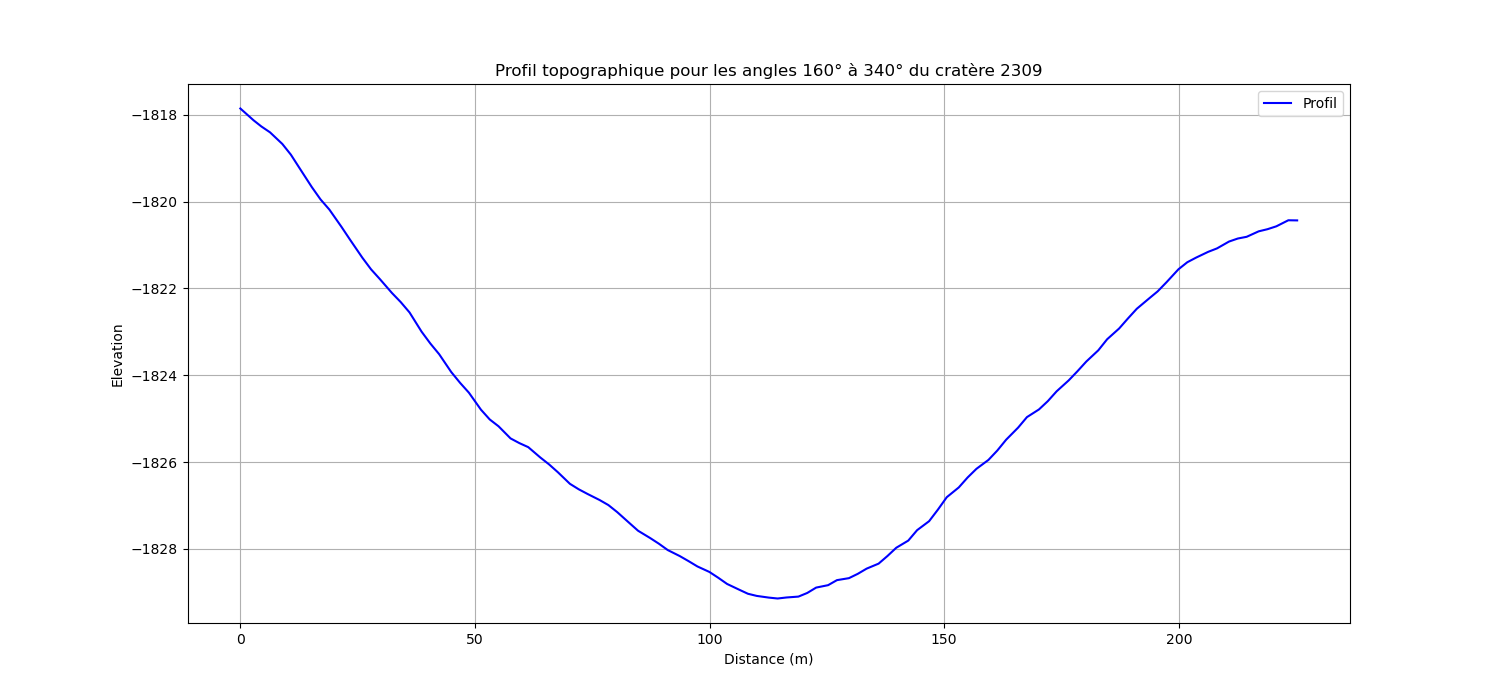 Profil topographique pour les angles 160° à 340° du cratère 2309
Profil
−1818
−1820
−1822
−1824
−1826
−1828
Elevation
0 50 100 150 200
Distance (m)